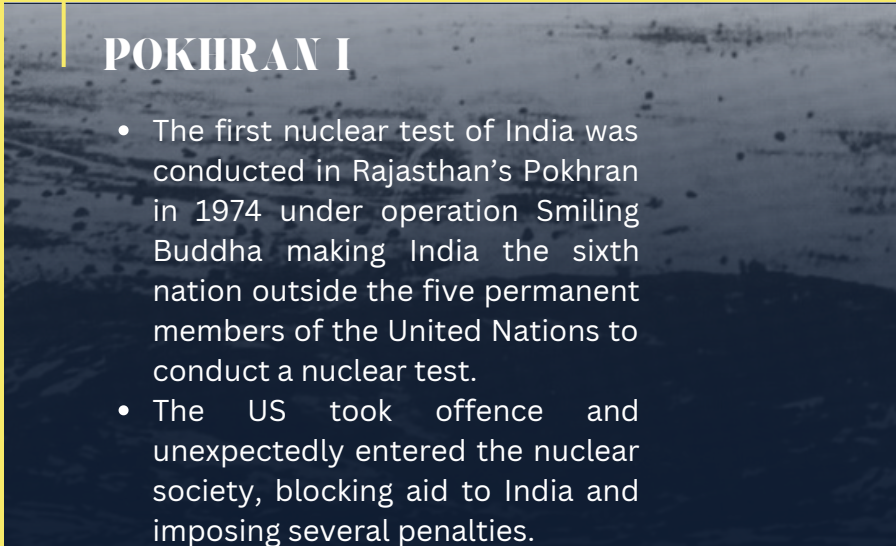 POKHRAN I
• The first nuclear test of India was
conducted in Rajasthan’s Pokhran
in 1974 under operation Smiling
Buddha making India the sixth
nation outside the five permanent
members of the United Nations to
conduct a nuclear test.
• The US took offence and
unexpectedly entered the nuclear
society, blocking aid to India and
imposing several penalties.